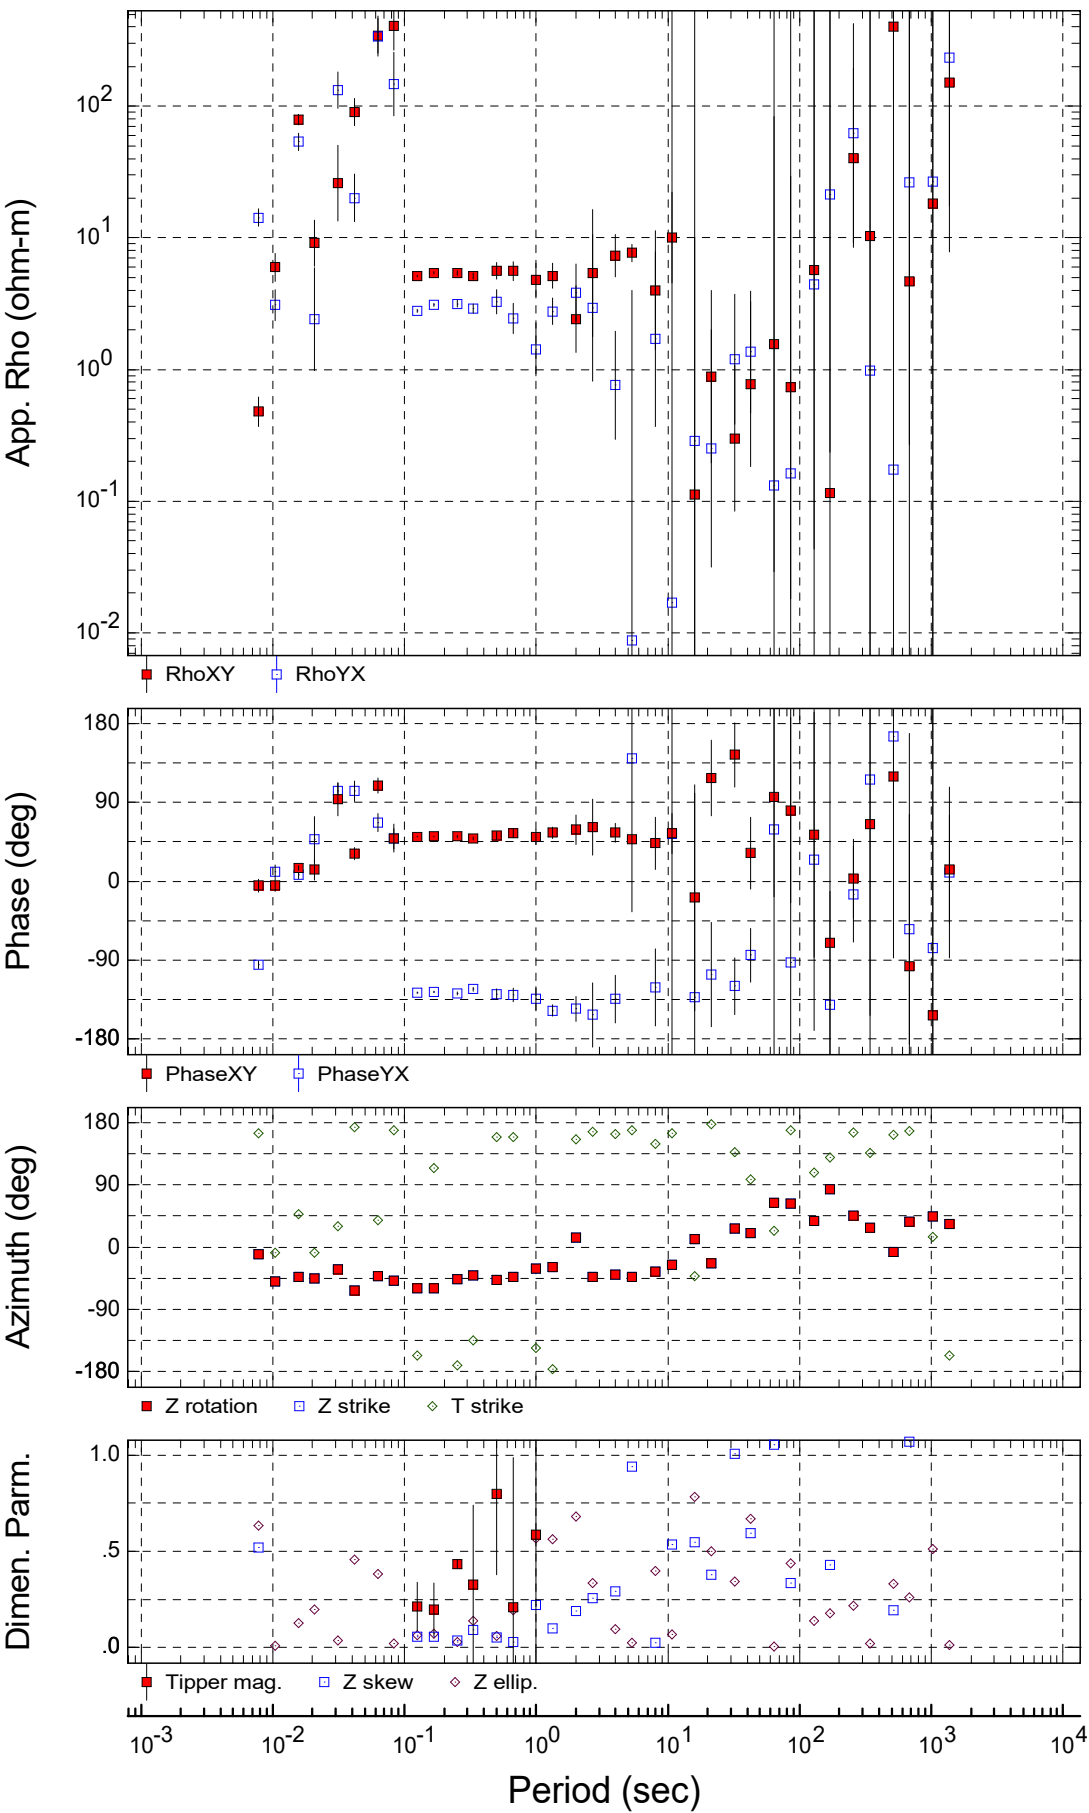 App. Rho (ohm-m)
10^2
10^1
10^0
10^-1
10^-2
RhoXY RhoYX
Phase (deg)
180
90
0
-90
-180
PhaseXY PhaseYX
Azimuth (deg)
180
90
0
-90
-180
Z rotation Z strike T strike
Dimen. Parm.
1.0
.5
.0
Tipper mag. Z skew Z ellip.
10^-3 10^-2 10^-1 10^0 10^1 10^2 10^3 10^4
Period (sec)